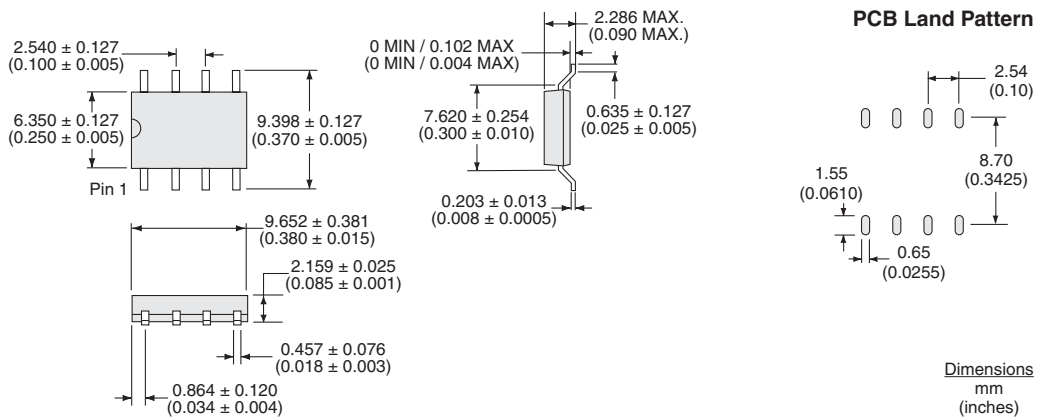 2.540 ± 0.127
(0.100 ± 0.005)
6.350 ± 0.127
(0.250 ± 0.005)
9.398 ± 0.127
(0.370 ± 0.005)
Pin 1
9.652 ± 0.381
(0.380 ± 0.015)
2.159 ± 0.025
(0.085 ± 0.001)
0.457 ± 0.076
(0.018 ± 0.003)
0.864 ± 0.120
(0.034 ± 0.004)
2.286 MAX.
(0.090 MAX.)
0 MIN / 0.102 MAX
(0 MIN / 0.004 MAX)
7.620 ± 0.254
(0.300 ± 0.010)
0.635 ± 0.127
(0.025 ± 0.005)
0.203 ± 0.013
(0.008 ± 0.0005)
PCB Land Pattern
2.54
(0.10)
8.70
(0.3425)
1.55
(0.0610)
0.65
(0.0255)
Dimensions
mm
(inches)